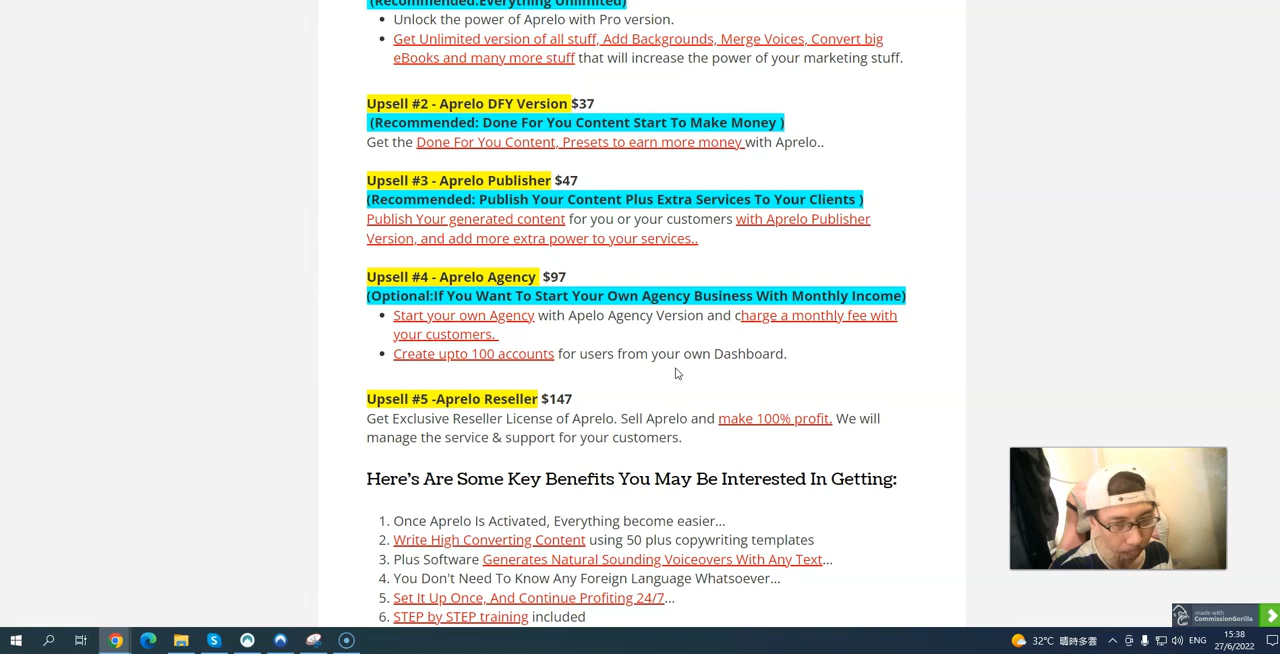 (Recommended:Everything Unlimited)
Unlock the power of Aprelo with Pro version.
Get Unlimited version of all stuff, Add Backgrounds, Merge Voices, Convert big
eBooks and many more stuff that will increase the power of your marketing stuff.
Upsell #2 - Aprelo DFY Version $37
(Recommended: Done For You Content Start To Make Money )
Get the Done For You Content, Presets to earn more money with Aprelo..
Upsell #3 - Aprelo Publisher $47
(Recommended: Publish Your Content Plus Extra Services To Your Clients )
Publish Your generated content for you or your customers with Aprelo Publisher
Version, and add more extra power to your services..
Upsell #4 - Aprelo Agency $97
(Optional:If You Want To Start Your Own Agency Business With Monthly Income)
Start your own Agency with Apelo Agency Version and charge a monthly fee with
your customers.
Create upto 100 accounts for users from your own Dashboard.
Upsell #5 -Aprelo Reseller $147
Get Exclusive Reseller License of Aprelo. Sell Aprelo and make 100% profit. We will
manage the service & support for your customers.
Here's Are Some Key Benefits You May Be Interested In Getting:
1. Once Aprelo Is Activated, Everything become easier...
2. Write High Converting Content using 50 plus copywriting templates
3. Plus Software Generates Natural Sounding Voiceovers With Any Text...
4. You Don't Need To Know Any Foreign Language Whatsoever...
5. Set It Up Once, And Continue Profiting 24/7...
6. STEP by STEP training included
made with
CommissionGorilla
32°C 晴時多雲
ENG
15:38
27/6/2022